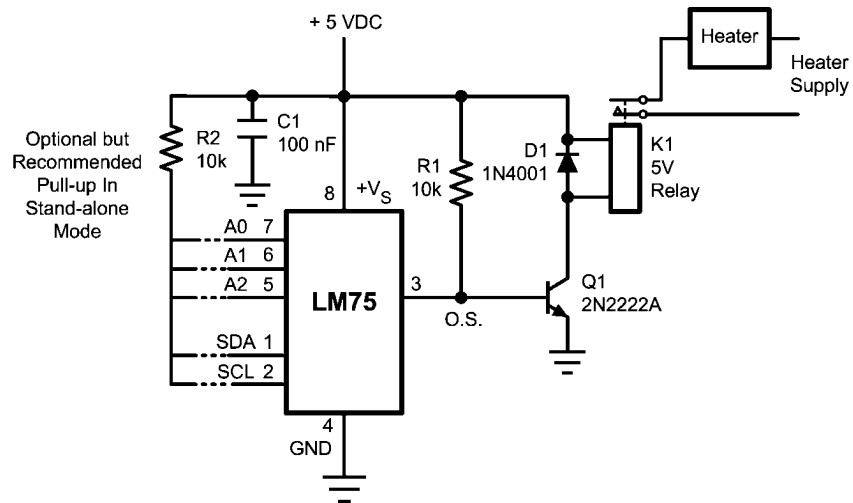 + 5 VDC
Heater
Heater
Supply
Optional but
Recommended
Pull-up In
Stand-alone
Mode
R2
10k
C1
100 nF
R1
10k
D1
1N4001
K1
5V
Relay
8
+VS
A0 7
A1 6
A2 5
SDA 1
SCL 2
LM75
3
O.S.
Q1
2N2222A
4
GND